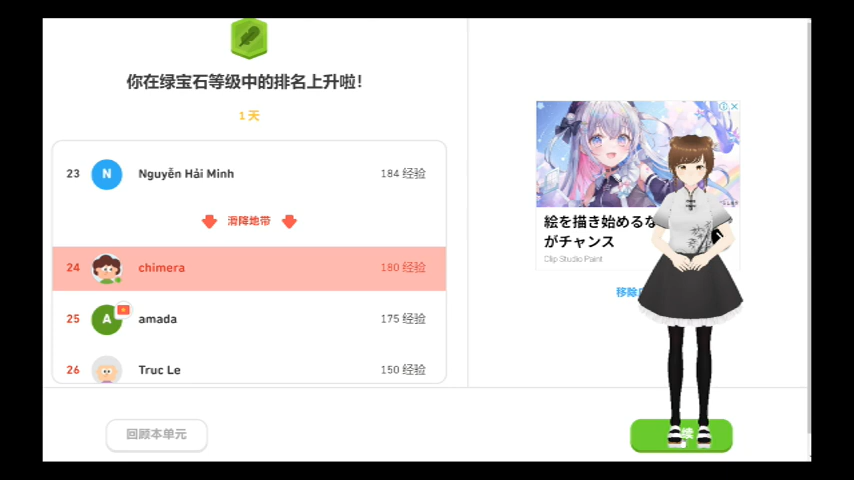 你在绿宝石等级中的排名上升啦！
1 天
23 N Nguyễn Hải Minh 184 经验
滑降地带
24 chimera 180 经验
25 A amada 175 经验
26 Truc Le 150 经验
絵を描き始めるな
がチャンス
Clip Studio Paint
移除
回顾本单元
续